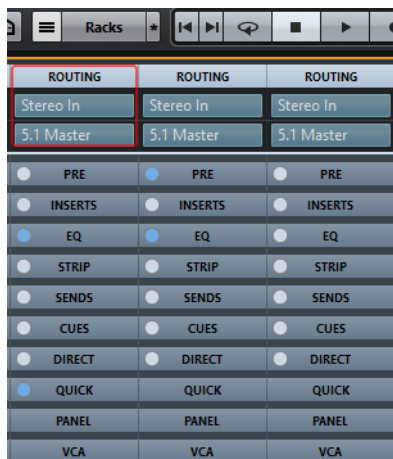 Racks *
ROUTING ROUTING ROUTING
Stereo In Stereo In Stereo In
5.1 Master 5.1 Master 5.1 Master
PRE PRE PRE
INSERTS INSERTS INSERTS
EQ EQ EQ
STRIP STRIP STRIP
SENDS SENDS SENDS
CUES CUES CUES
DIRECT DIRECT DIRECT
QUICK QUICK QUICK
PANEL PANEL PANEL
VCA VCA VCA